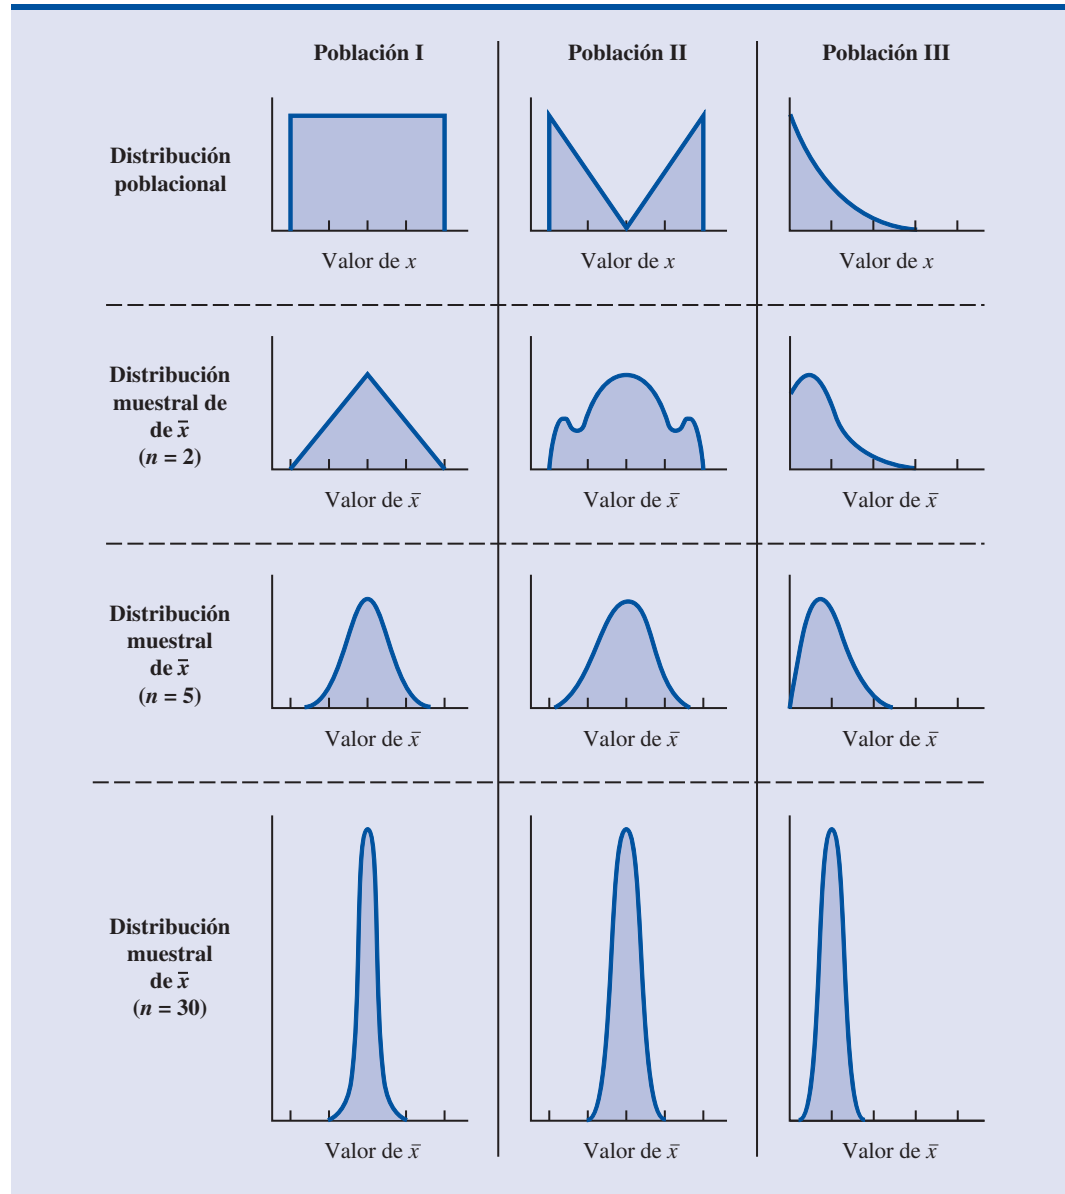 Población I
Población II
Población III
Distribución
poblacional
Valor de x
Valor de x
Valor de x
Distribución
muestral de
de x̄
(n = 2)
Valor de x̄
Valor de x̄
Valor de x̄
Distribución
muestral
de x̄
(n = 5)
Valor de x̄
Valor de x̄
Valor de x̄
Distribución
muestral
de x̄
(n = 30)
Valor de x̄
Valor de x̄
Valor de x̄